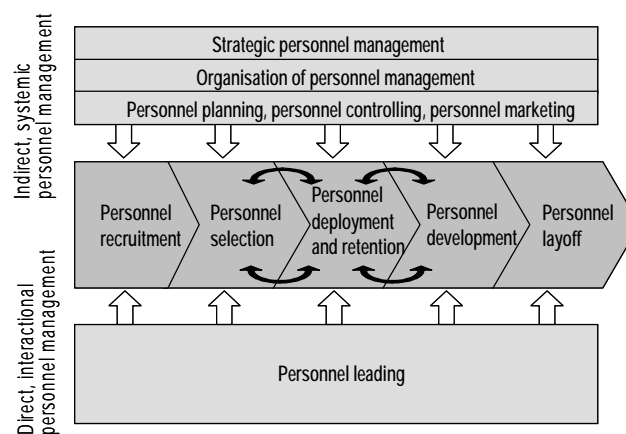 Indirect, systemic
personnel management
Strategic personnel management
Organisation of personnel management
Personnel planning, personnel controlling, personnel marketing
Personnel
recruitment
Personnel
selection
Personnel
deployment
and retention
Personnel
development
Personnel
layoff
Direct, interactional
personnel management
Personnel leading